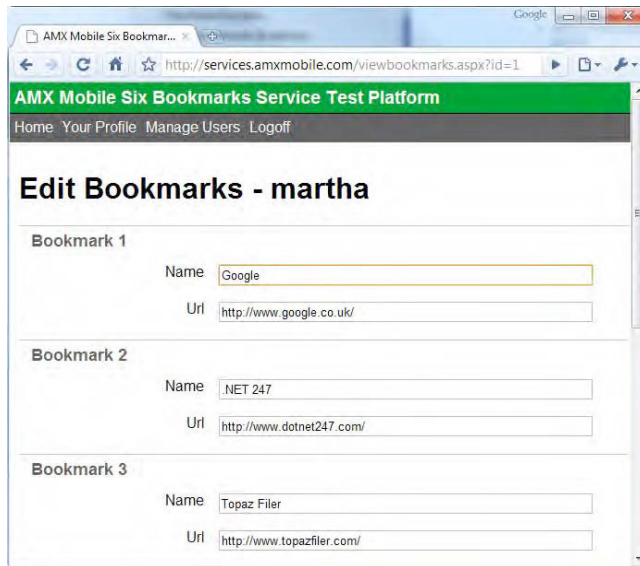 Google
AMX Mobile Six Bookmar...
http://services.amxmobile.com/viewbookmarks.aspx?id=1
AMX Mobile Six Bookmarks Service Test Platform
Home Your Profile Manage Users Logoff
Edit Bookmarks - martha
Bookmark 1
Name Google
Url http://www.google.co.uk/
Bookmark 2
Name .NET 247
Url http://www.dotnet247.com/
Bookmark 3
Name Topaz Filer
Url http://www.topazfiler.com/